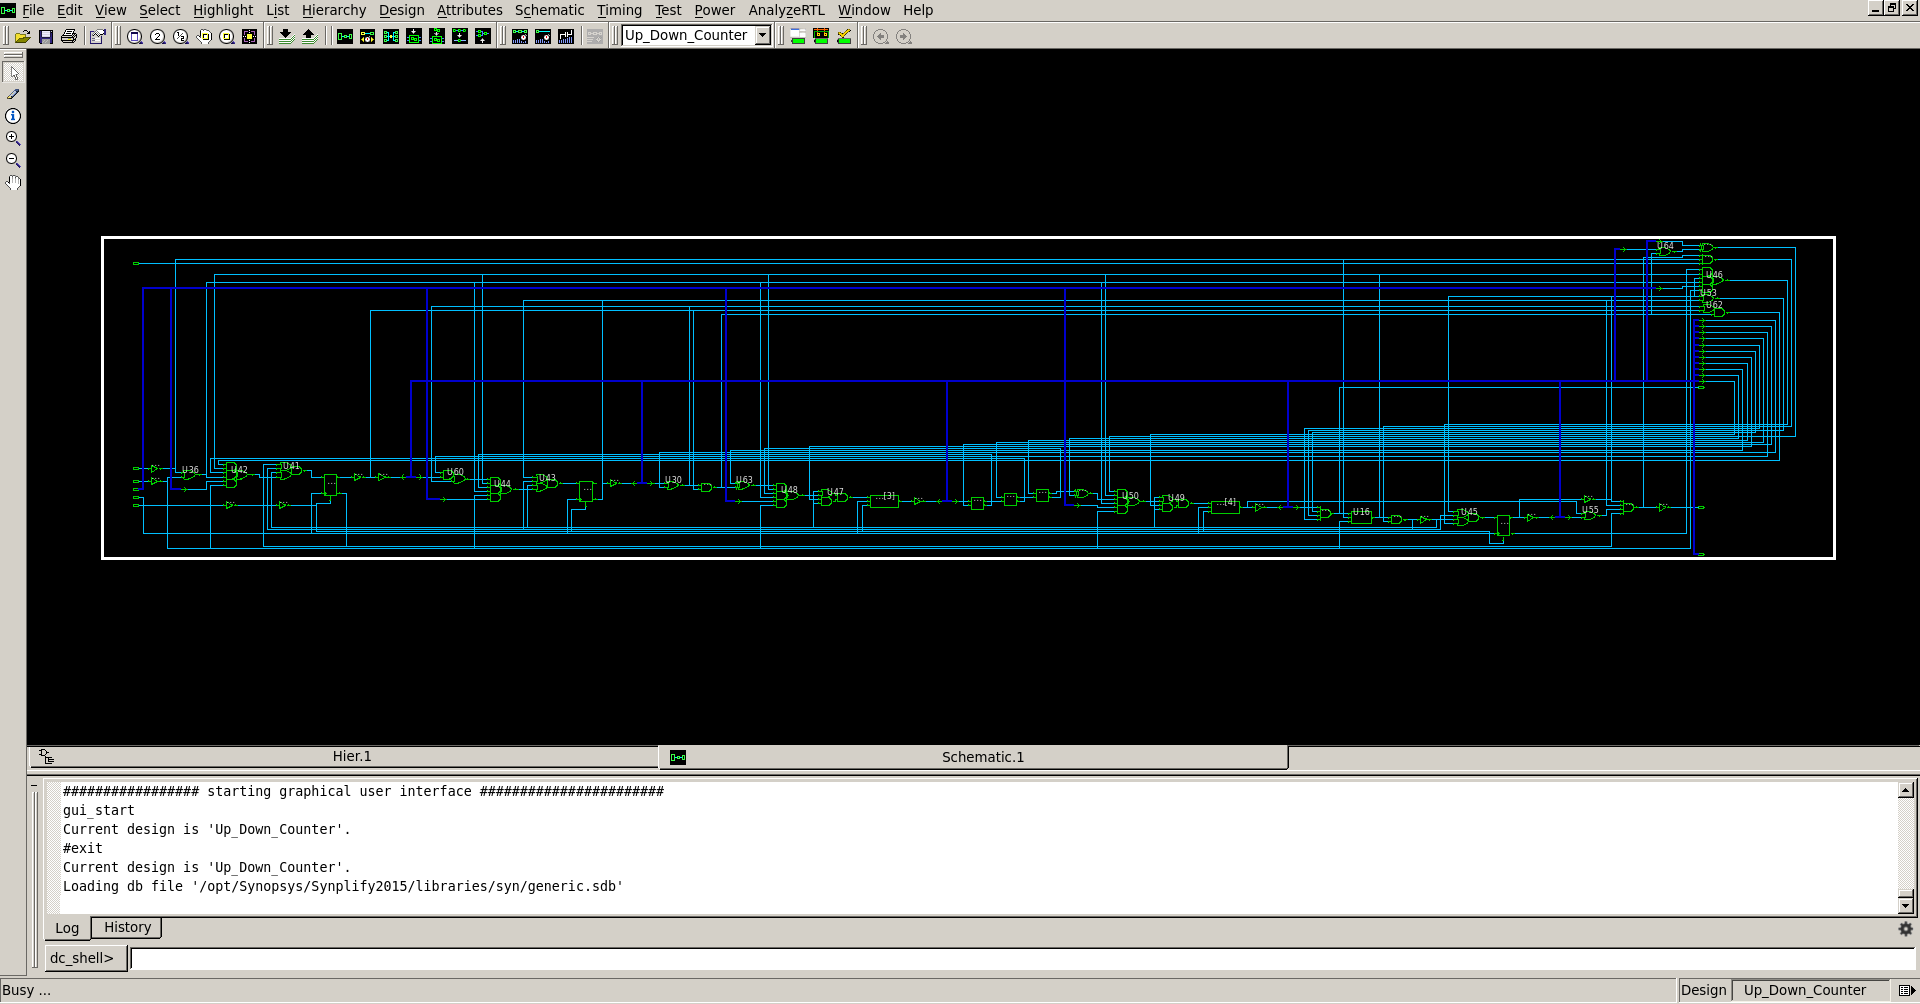 File Edit View Select Highlight List Hierarchy Design Attributes Schematic Timing Test Power AnalyzeRTL Window Help
Up_Down_Counter
U64
U46
U53
U62
U36 U42 U41 U60 U44 U43 U30 U63 U48 U47 [3] U50 U49 ...[4] U16 U45 U55
Hier.1 Schematic.1
################# starting graphical user interface #######################
gui_start
Current design is 'Up_Down_Counter'.
#exit
Current design is 'Up_Down_Counter'.
Loading db file '/opt/Synopsys/Synplify2015/libraries/syn/generic.sdb'
Log History
dc_shell>
Busy ... Design Up_Down_Counter